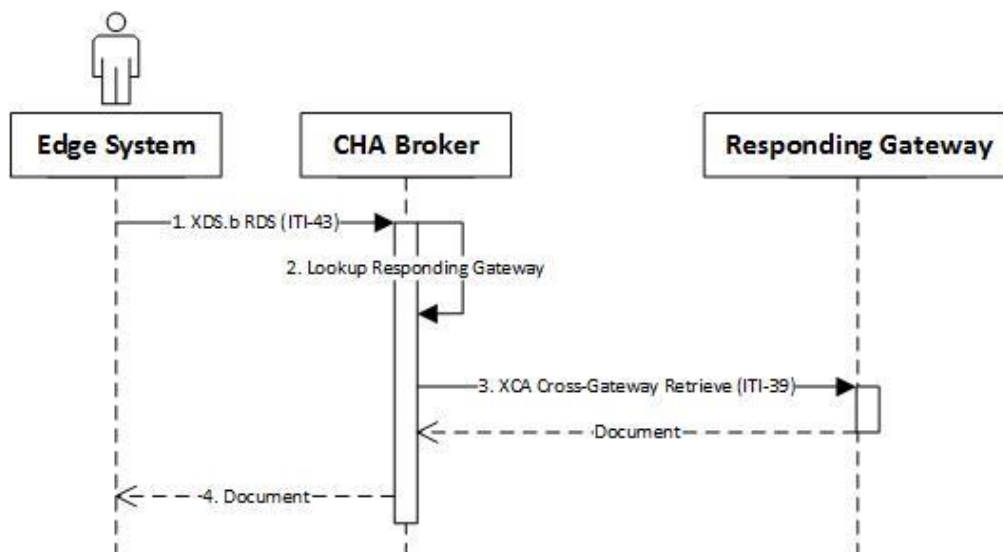 Edge System
CHA Broker
Responding Gateway
1. XDS.b RDS (ITI-43)
2. Lookup Responding Gateway
3. XCA Cross-Gateway Retrieve (ITI-39)
Document
4. Document